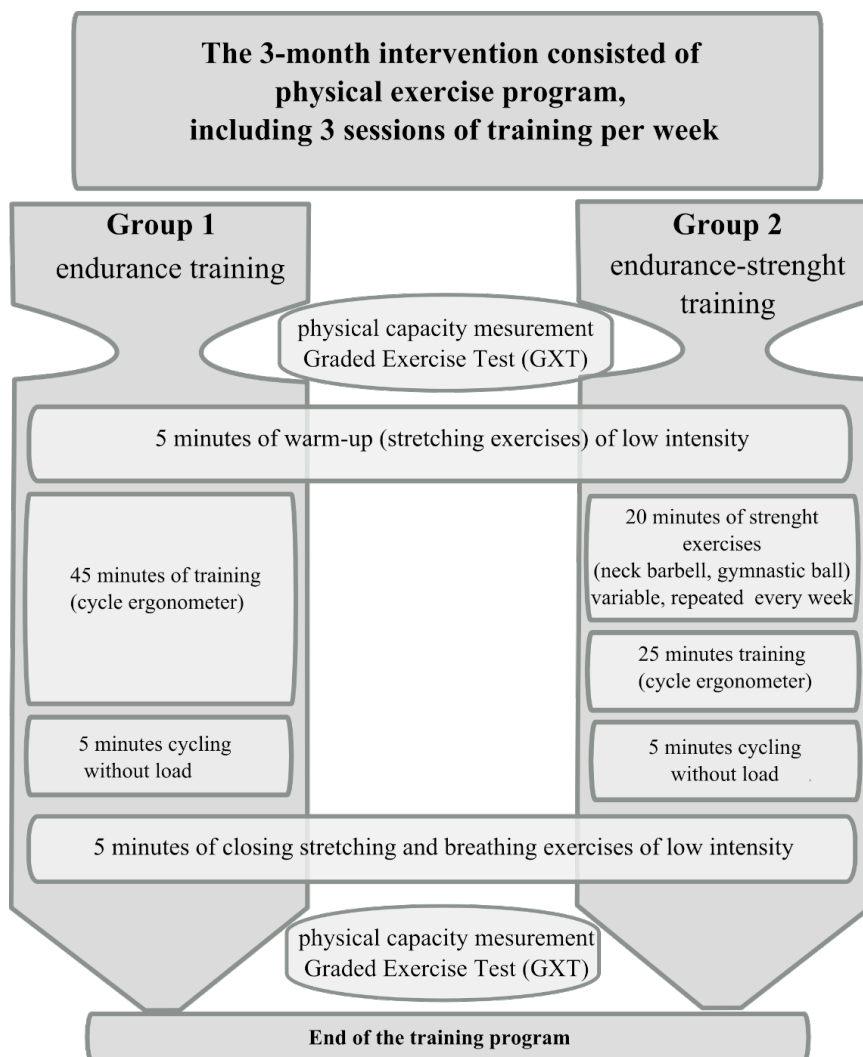 The 3-month intervention consisted of
physical exercise program,
including 3 sessions of training per week
Group 1
endurance training
Group 2
endurance-strenght
training
physical capacity mesurement
Graded Exercise Test (GXT)
5 minutes of warm-up (stretching exercises) of low intensity
45 minutes of training
(cycle ergonometer)
20 minutes of strenght
exercises
(neck barbell, gymnastic ball)
variable, repeated every week
25 minutes training
(cycle ergonometer)
5 minutes cycling
without load
5 minutes cycling
without load
5 minutes of closing stretching and breathing exercises of low intensity
physical capacity mesurement
Graded Exercise Test (GXT)
End of the training program